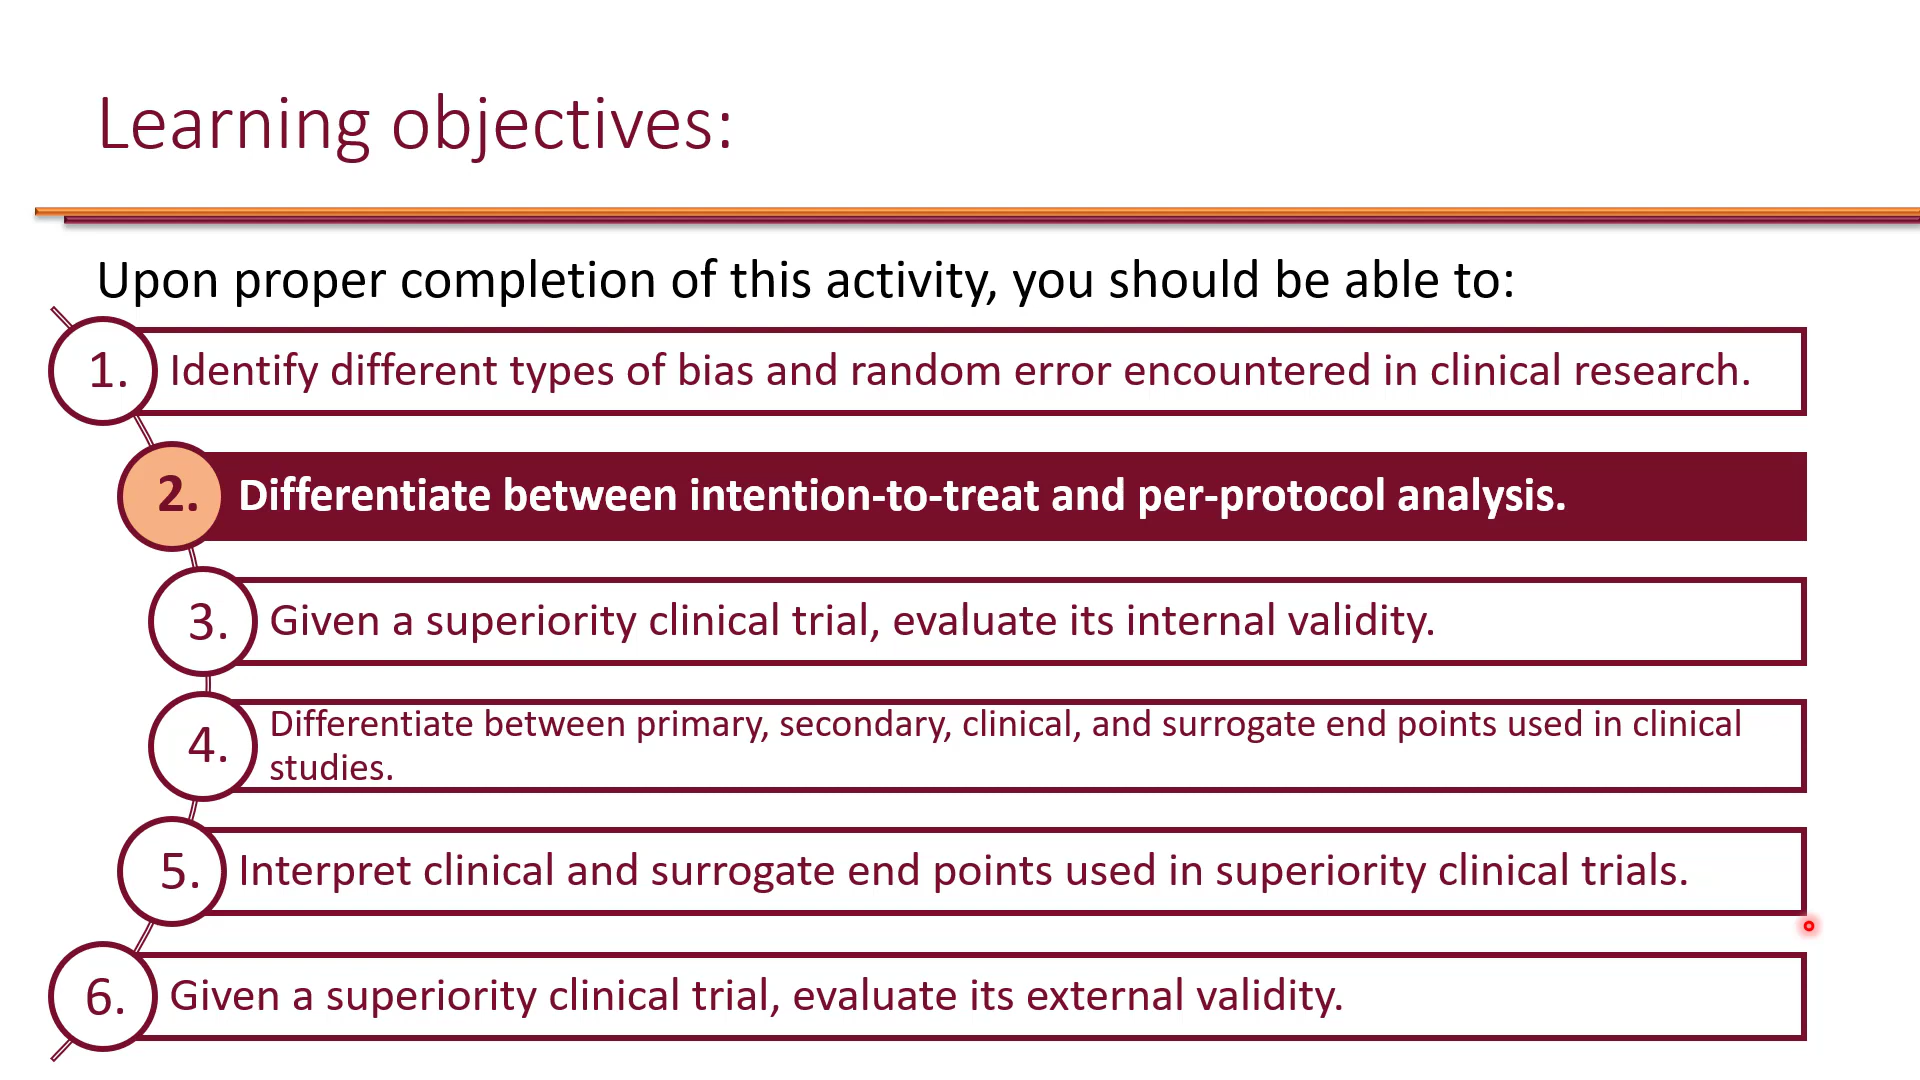 Learning objectives:
Upon proper completion of this activity, you should be able to:
1. Identify different types of bias and random error encountered in clinical research.
2. Differentiate between intention-to-treat and per-protocol analysis.
3. Given a superiority clinical trial, evaluate its internal validity.
4. Differentiate between primary, secondary, clinical, and surrogate end points used in clinical
studies.
5. Interpret clinical and surrogate end points used in superiority clinical trials.
6. Given a superiority clinical trial, evaluate its external validity.